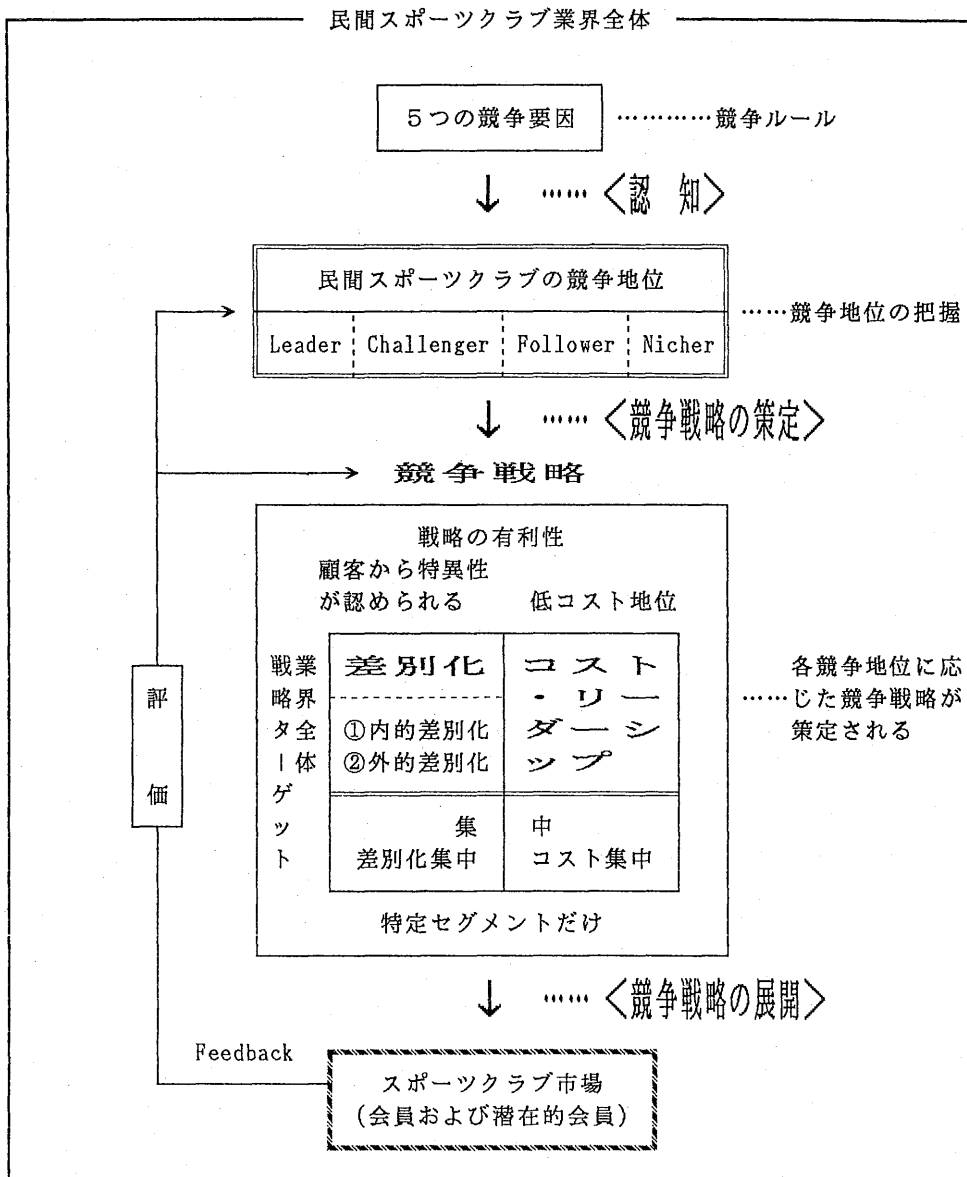 民間スポーツクラブ業界全体
5つの競争要因 …………競争ルール
↓ ……<認 知>
民間スポーツクラブの競争地位
Leader Challenger Follower Nicher
……競争地位の把握
↓ ……<競争戦略の策定>
競争戦略
戦略の有利性
顧客から特異性
が認められる 低コスト地位
戦略ターゲット
業界全体
差別化
①内的差別化
②外的差別化
コスト
・リー
ダーシ
ップ
各競争地位に応
……じた競争戦略が
策定される
集 中
差別化集中 コスト集中
特定セグメントだけ
評 価
↓ ……<競争戦略の展開>
Feedback
スポーツクラブ市場
(会員および潜在的会員)